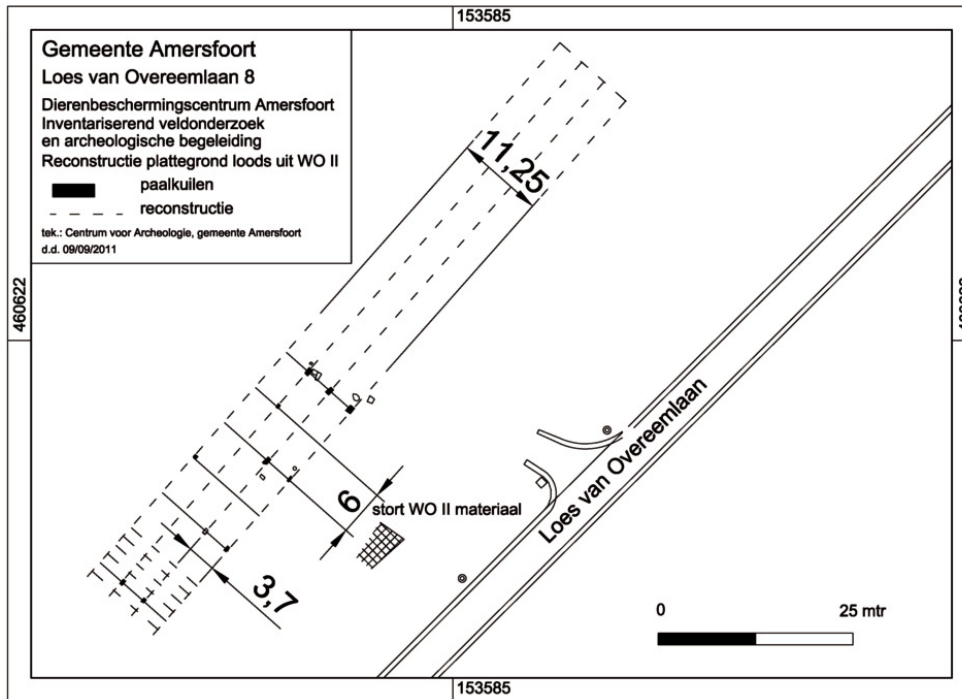 153585
Gemeente Amersfoort
Loes van Overeemlaan 8
Dierenbeschermingscentrum Amersfoort
Inventariserend veldonderzoek
en archeologische begeleiding
Reconstructie plattegrond loods uit WO II
paalkuilen
reconstructie
tek.: Centrum voor Archeologie, gemeente Amersfoort
d.d. 09/09/2011
11,25
460622
6
stort WO II materiaal
Loes van Overeemlaan
3,7
0 25 mtr
153585